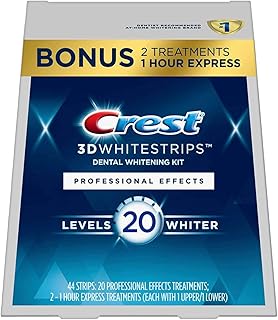 DENTIST RECOMMENDED
AT-HOME WHITENING BRAND
#1
BONUS 2 TREATMENTS
1 HOUR EXPRESS
Crest
3DWHITESTRIPS™
DENTAL WHITENING KIT
PROFESSIONAL EFFECTS
LEVELS 20 WHITER
44 STRIPS: 20 PROFESSIONAL EFFECTS TREATMENTS;
2 - 1 HOUR EXPRESS TREATMENTS (EACH WITH 1 UPPER/1 LOWER)